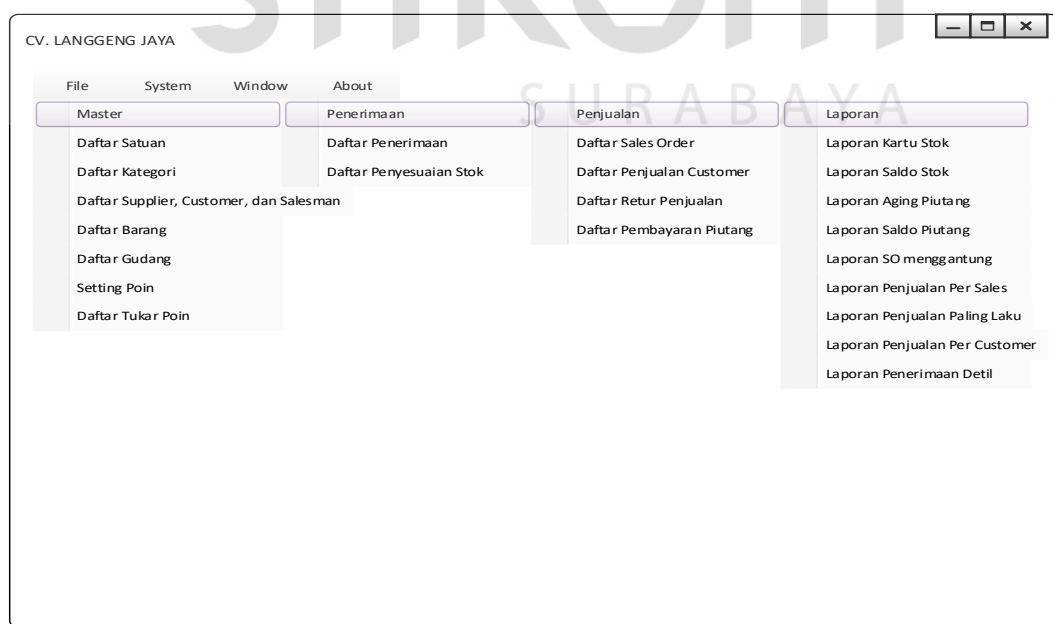 CV. LANGGENG JAYA
File System Window About
Master
Daftar Satuan
Daftar Kategori
Daftar Supplier, Customer, dan Salesman
Daftar Barang
Daftar Gudang
Setting Poin
Daftar Tukar Poin
Penerimaan
Daftar Penerimaan
Daftar Penyesuaian Stok
Penjualan
Daftar Sales Order
Daftar Penjualan Customer
Daftar Retur Penjualan
Daftar Pembayaran Piutang
Laporan
Laporan Kartu Stok
Laporan Saldo Stok
Laporan Aging Piutang
Laporan Saldo Piutang
Laporan SO menggantung
Laporan Penjualan Per Sales
Laporan Penjualan Paling Laku
Laporan Penjualan Per Customer
Laporan Penerimaan Detil
SURABAYA